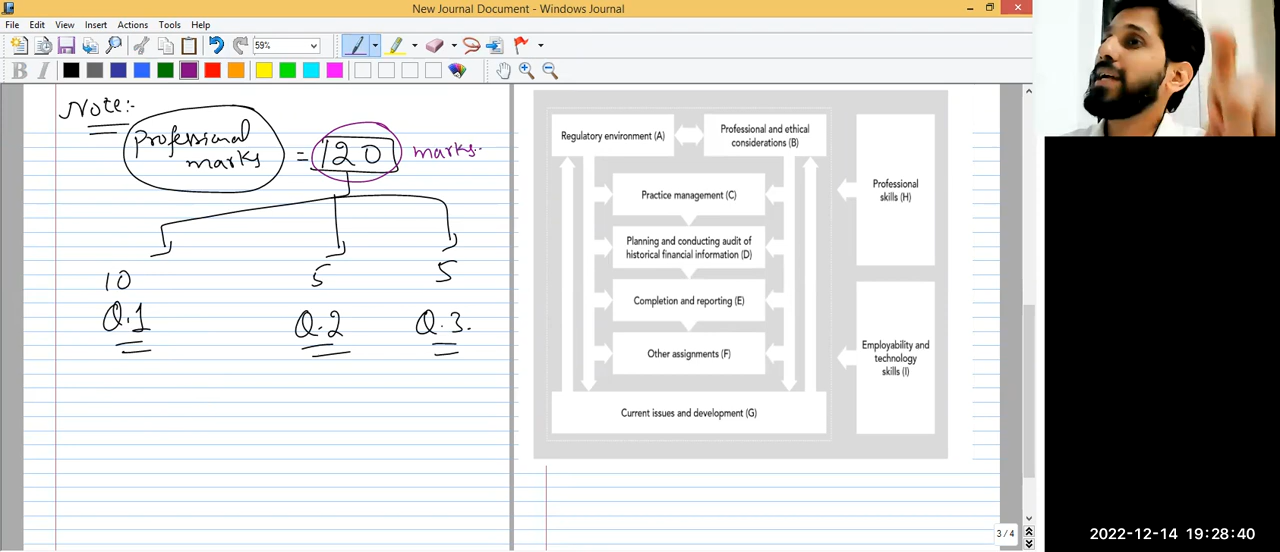 New Journal Document - Windows Journal
File Edit View Insert Actions Tools Help
59%
B I
Note:-
professional marks = 120 marks.
10 5 5
Q.1 Q.2 Q.3.
Regulatory environment (A)
Professional and ethical
considerations (B)
Practice management (C)
Planning and conducting audit of
historical financial information (D)
Completion and reporting (E)
Other assignments (F)
Current issues and development (G)
Professional
skills (H)
Employability and
technology
skills (I)
3 / 4
2022-12-14 19:28:40